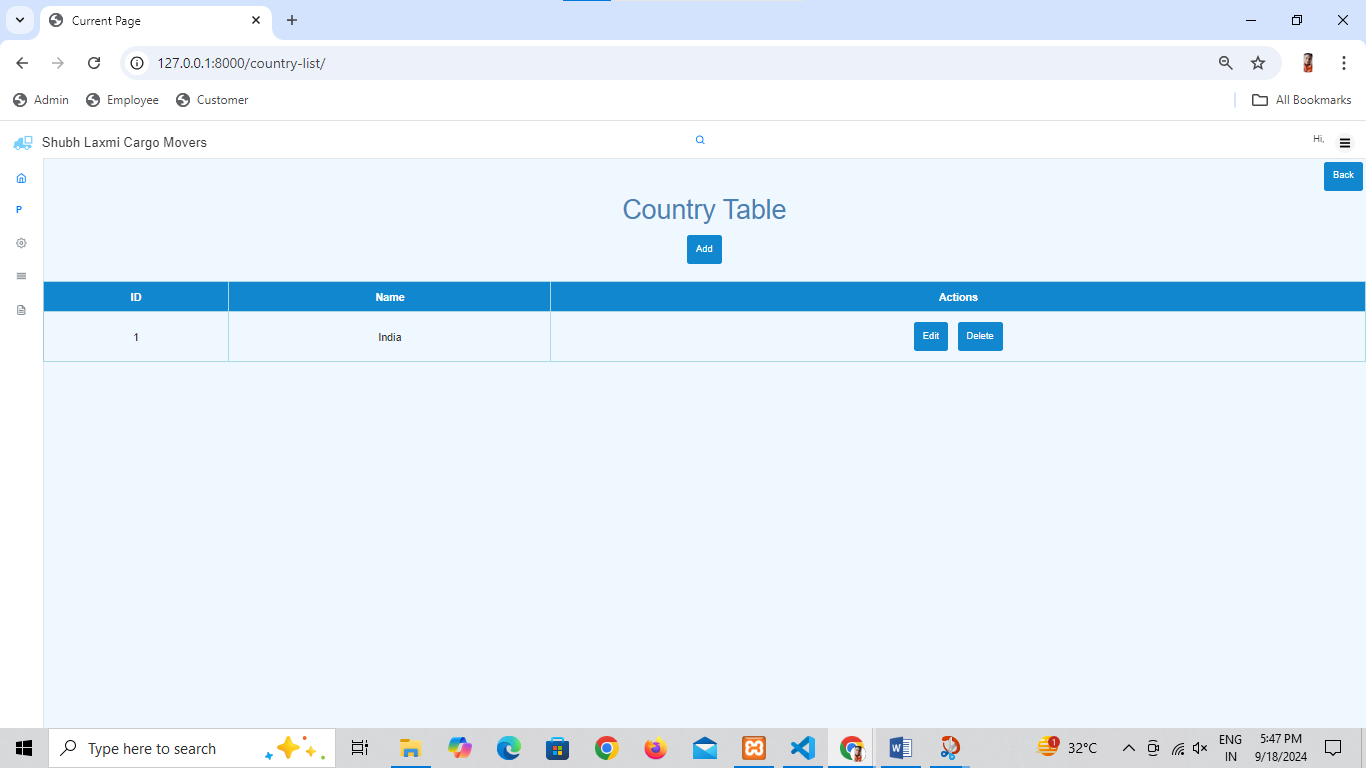 Current Page
127.0.0.1:8000/country-list/
Admin Employee Customer All Bookmarks
Shubh Laxmi Cargo Movers Hi,
Back
P
Country Table
Add
ID Name Actions
1 India Edit Delete
Type here to search 1 32°C ENG 5:47 PM
IN 9/18/2024